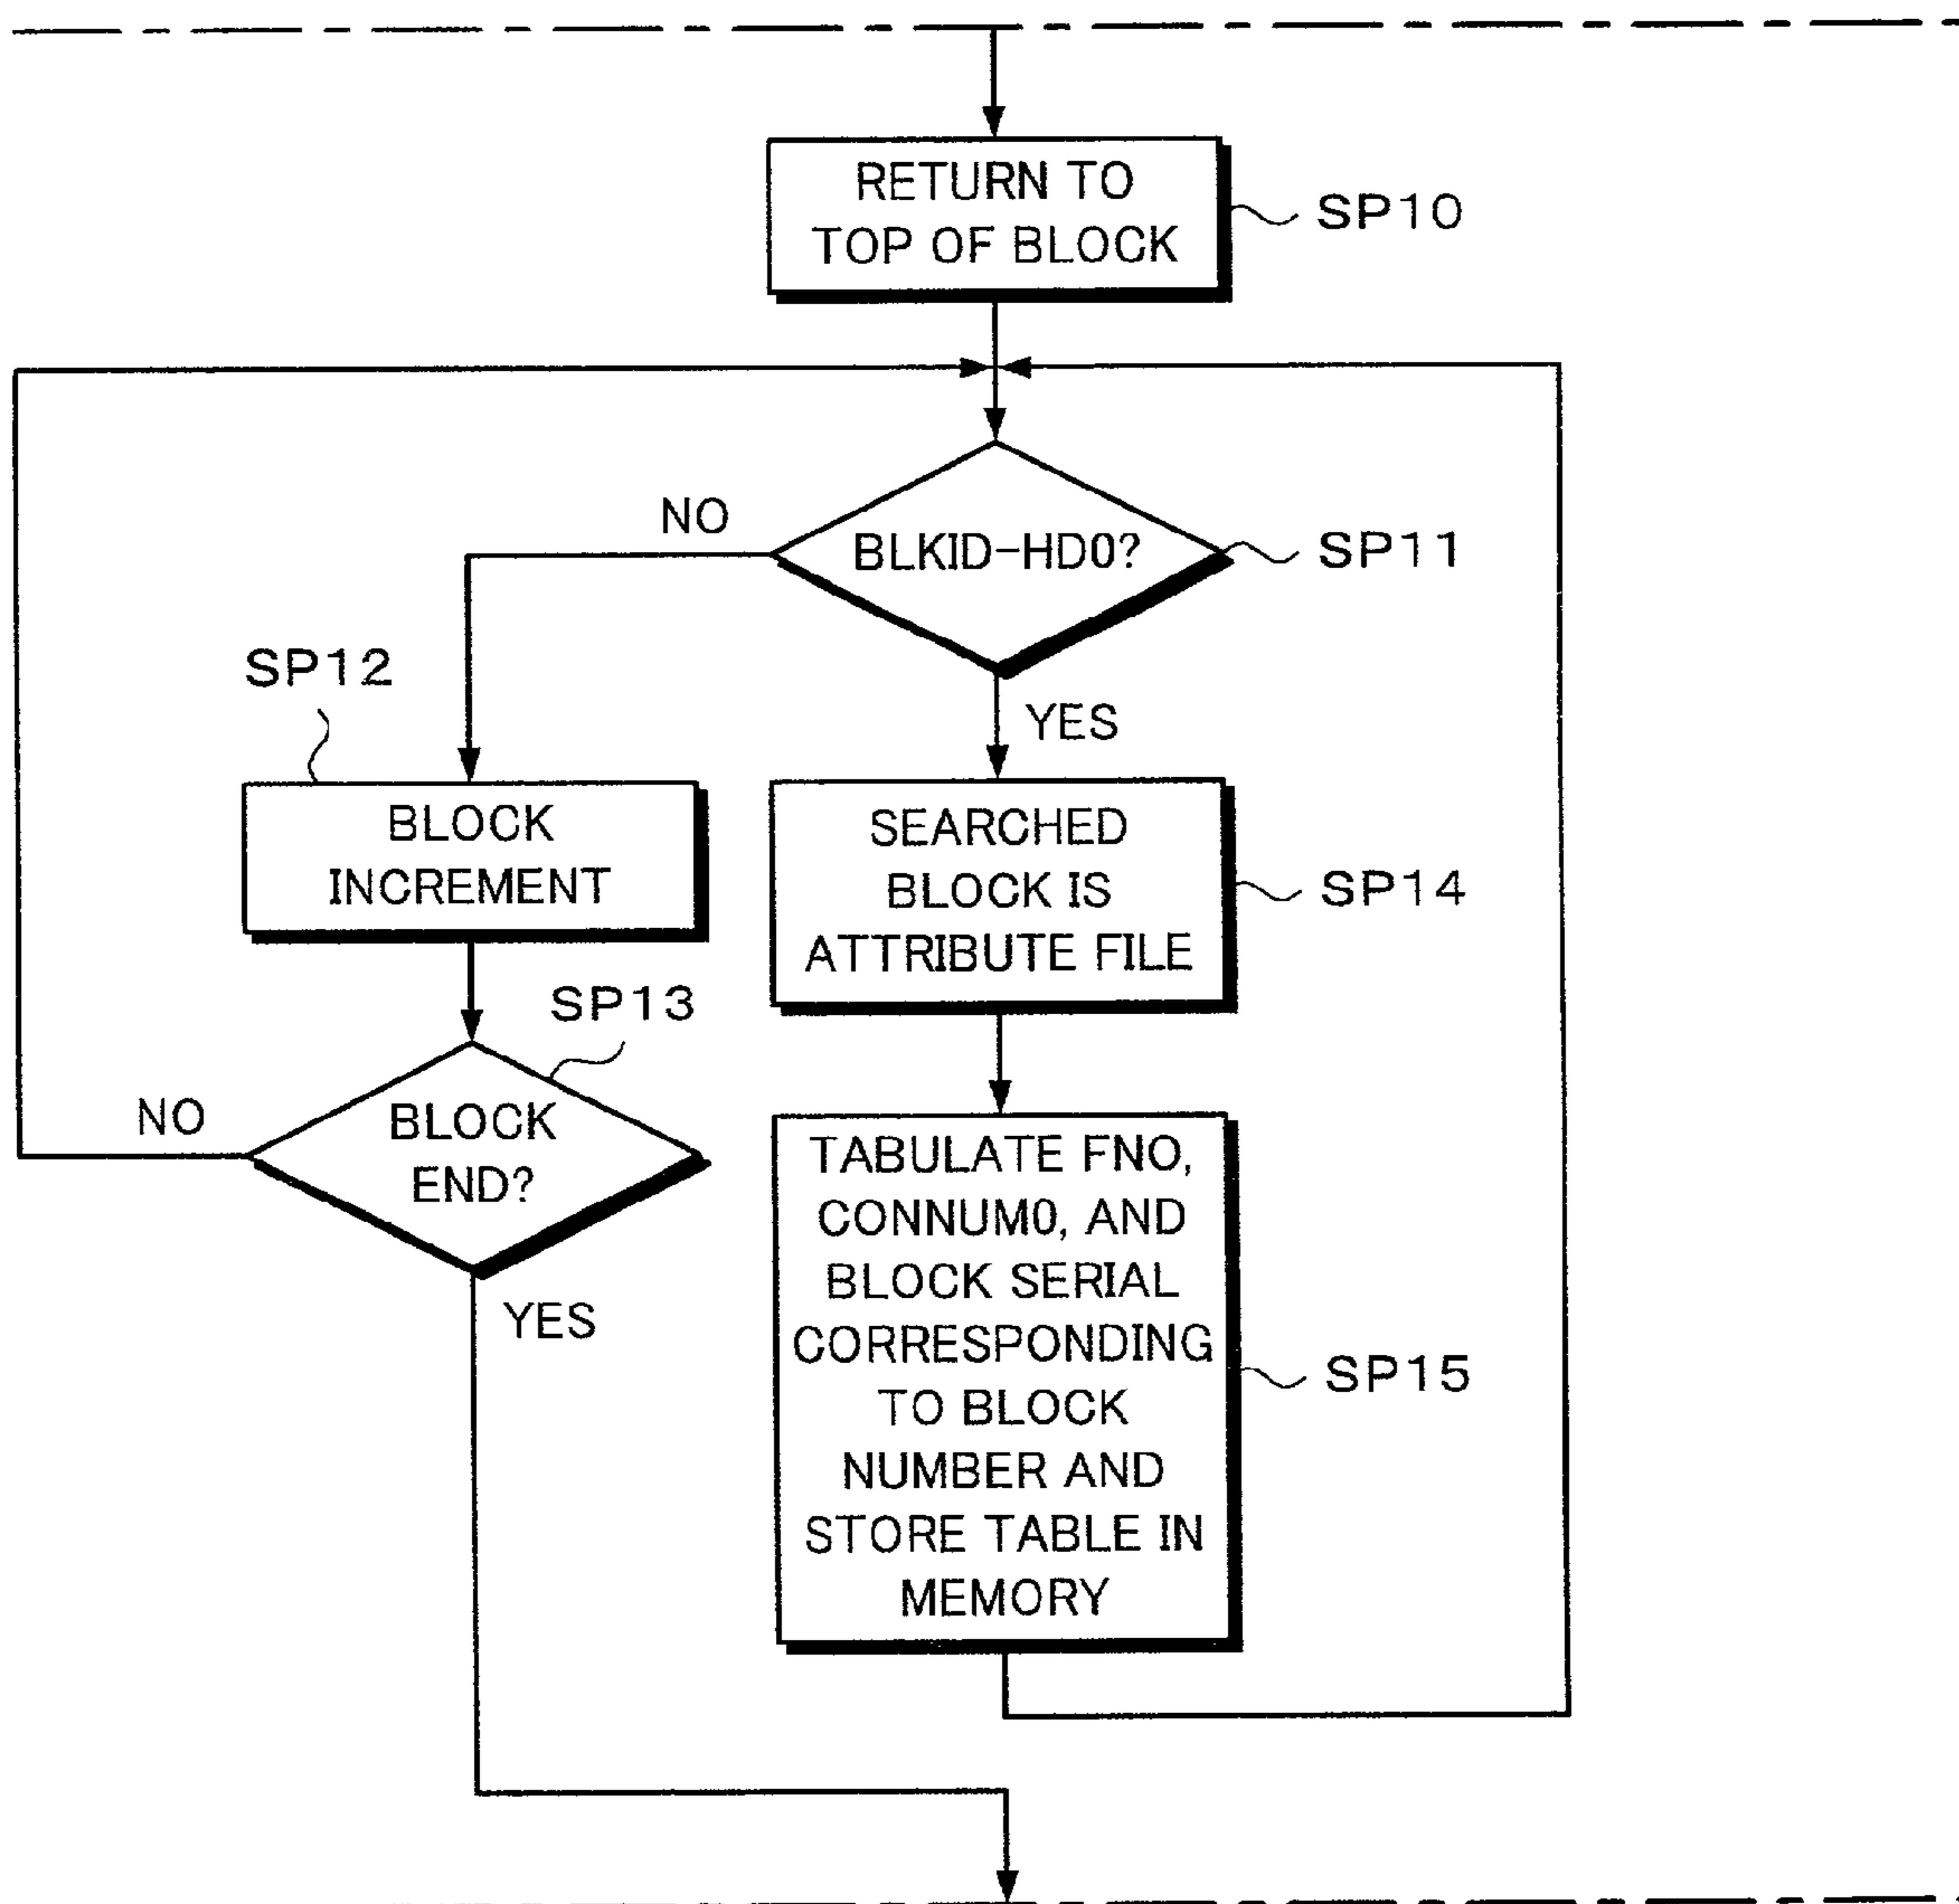 RETURN TO
TOP OF BLOCK
SP10
NO
BLKID-HD0?
SP11
YES
SP12
BLOCK
INCREMENT
SEARCHED
BLOCK IS
ATTRIBUTE FILE
SP14
SP13
NO
BLOCK
END?
YES
TABULATE FNO,
CONNUM0, AND
BLOCK SERIAL
CORRESPONDING
TO BLOCK
NUMBER AND
STORE TABLE IN
MEMORY
SP15